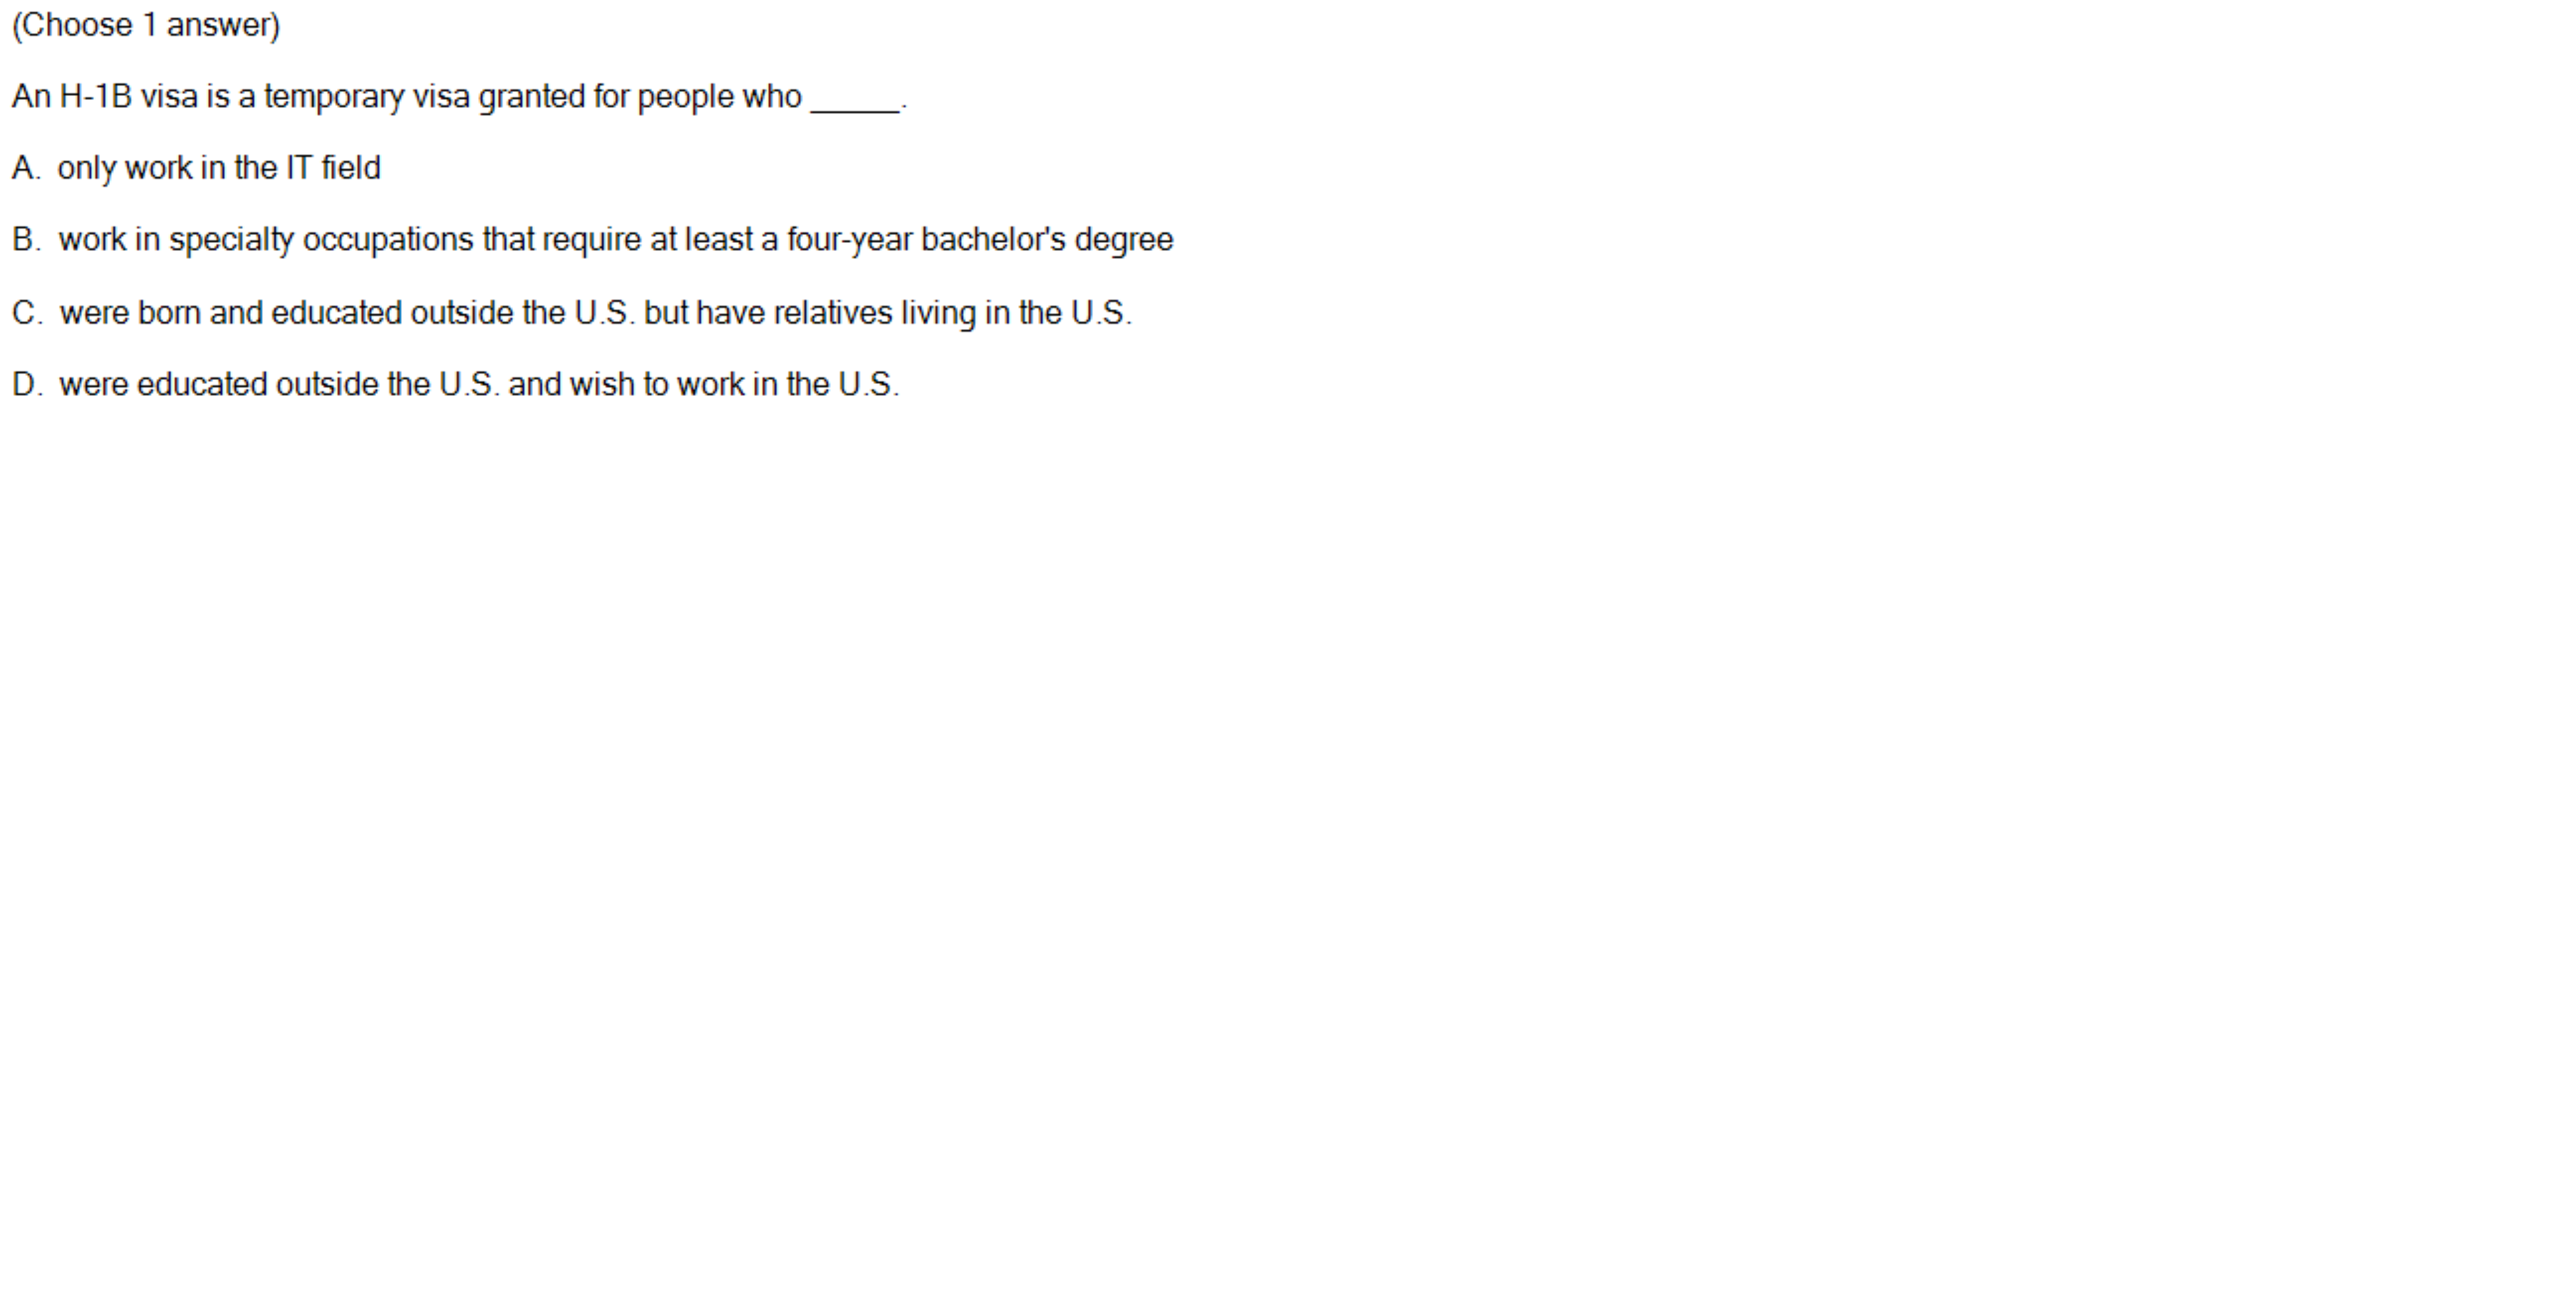 (Choose 1 answer)
An H-1B visa is a temporary visa granted for people who _____.
A. only work in the IT field
B. work in specialty occupations that require at least a four-year bachelor's degree
C. were born and educated outside the U.S. but have relatives living in the U.S.
D. were educated outside the U.S. and wish to work in the U.S.